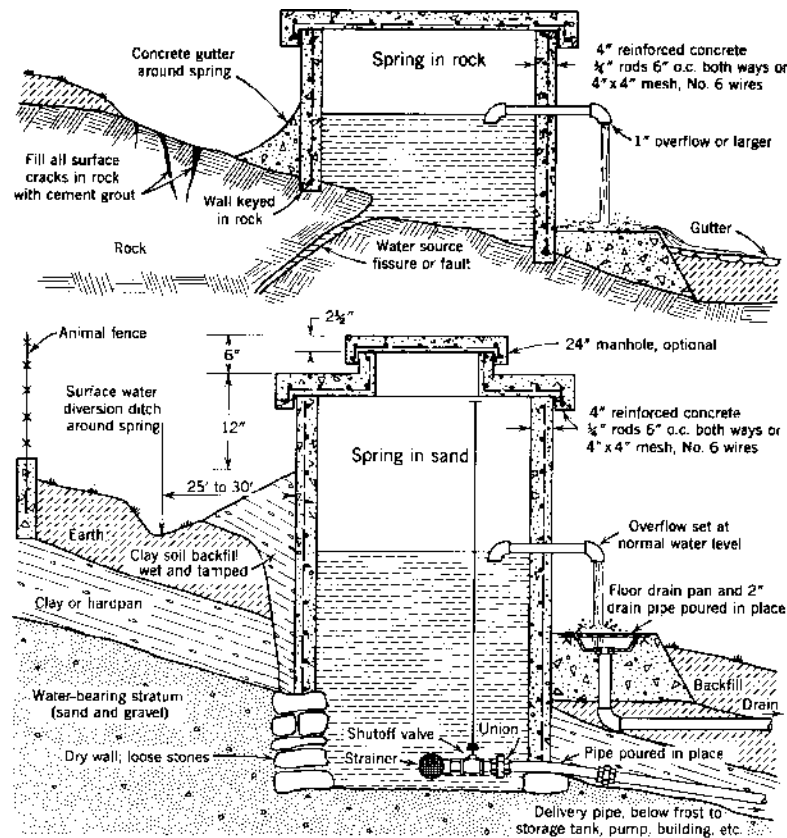 Concrete gutter
around spring
Spring in rock
4" reinforced concrete
¼" rods 6" o.c. both ways or
4"x 4" mesh, No. 6 wires
1" overflow or larger
Fill all surface
cracks in rock
with cement grout
Wall keyed
in rock
Rock
Water source
fissure or fault
Gutter
2½"
Animal fence
6"
24" manhole, optional
Surface water
diversion ditch
around spring
12"
4" reinforced concrete
¼" rods 6" o.c. both ways or
4"x 4" mesh, No. 6 wires
Spring in sand
25' to 30'
Earth
Clay soil backfill
wet and tamped
Overflow set at
normal water level
Clay or hardpan
Floor drain pan and 2"
drain pipe poured in place
Backfill
Drain
Water-bearing stratum
(sand and gravel)
Shutoff valve
Union
Dry wall; loose stones
Strainer
Pipe poured in place
Delivery pipe, below frost to
storage tank, pump, building, etc.